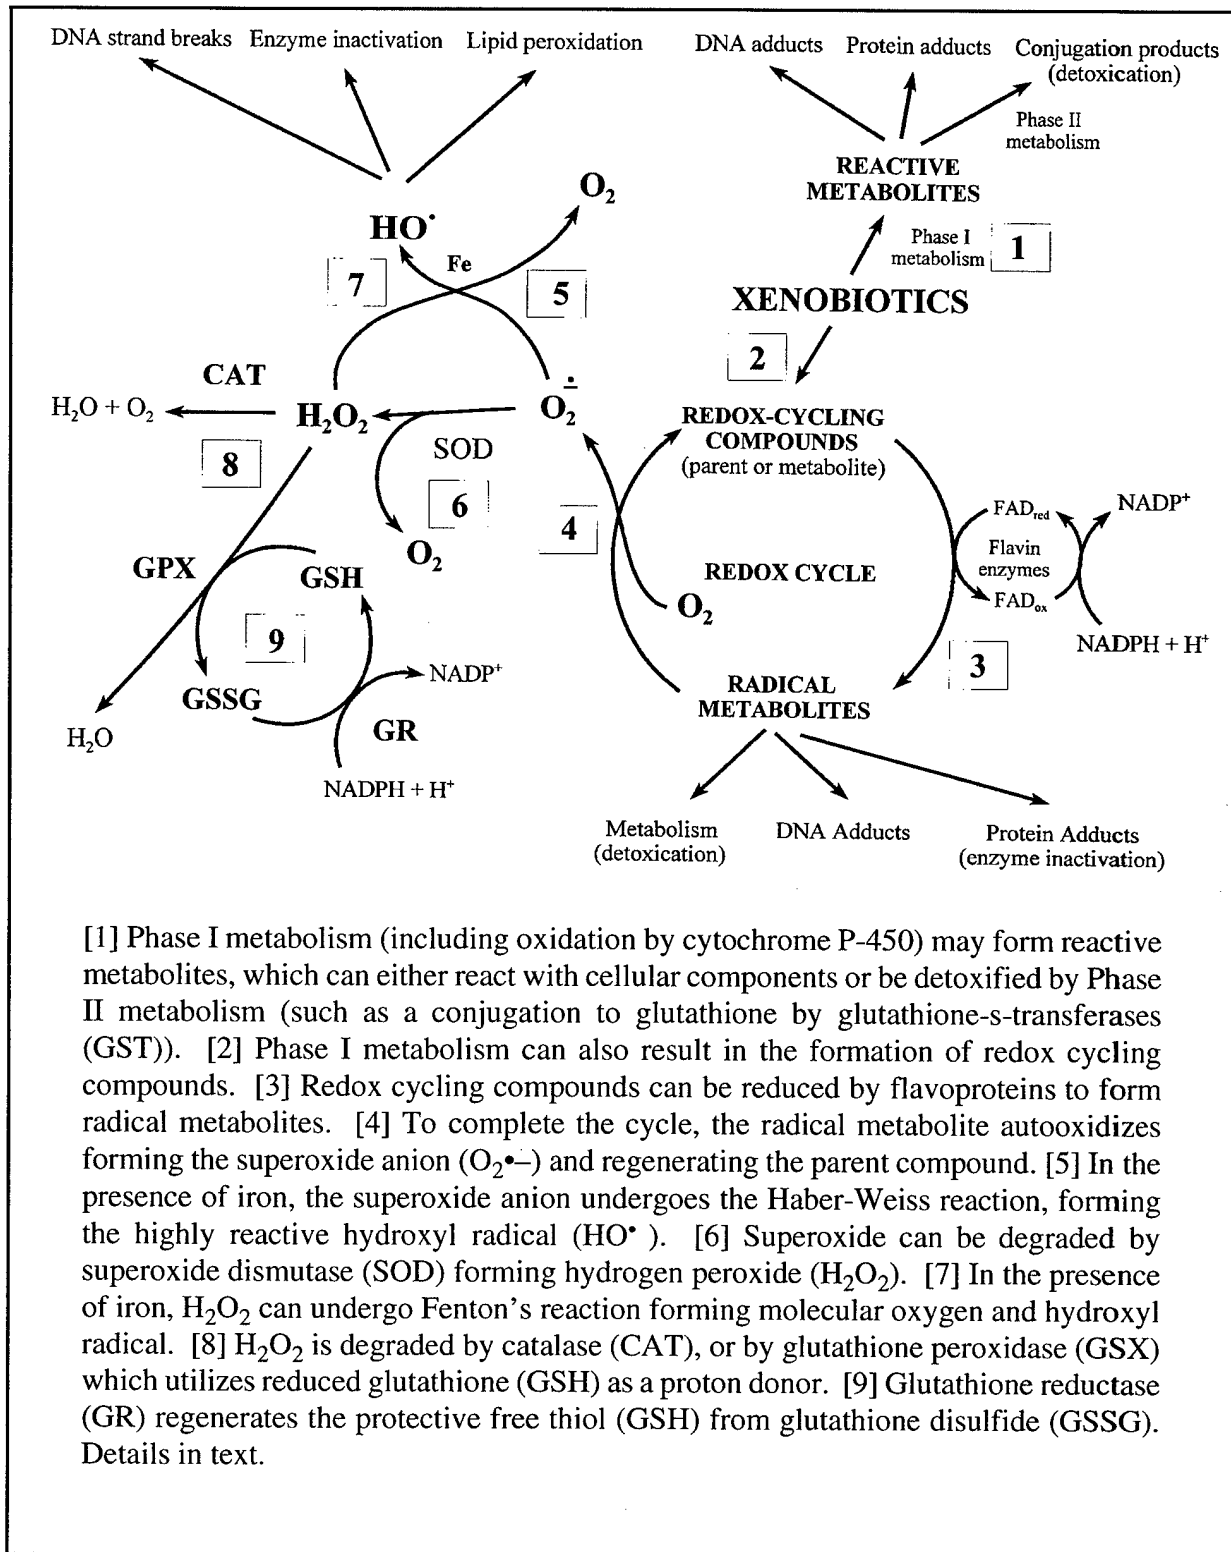 DNA strand breaks Enzyme inactivation Lipid peroxidation
DNA adducts Protein adducts Conjugation products
(detoxication)
Phase II
metabolism
REACTIVE
METABOLITES
O₂
HO•
Phase I
metabolism
1
7
Fe
5
XENOBIOTICS
2
CAT
H₂O + O₂
H₂O₂
O₂•−
REDOX-CYCLING
COMPOUNDS
(parent or metabolite)
SOD
8
6
4
FADred
NADP⁺
Flavin
enzymes
FADox
NADPH + H⁺
O₂
GPX
GSH
REDOX CYCLE
O₂
9
3
NADP⁺
GSSG
RADICAL
METABOLITES
GR
H₂O
NADPH + H⁺
Metabolism
(detoxication)
DNA Adducts
Protein Adducts
(enzyme inactivation)
[1] Phase I metabolism (including oxidation by cytochrome P-450) may form reactive
metabolites, which can either react with cellular components or be detoxified by Phase
II metabolism (such as a conjugation to glutathione by glutathione-s-transferases
(GST)). [2] Phase I metabolism can also result in the formation of redox cycling
compounds. [3] Redox cycling compounds can be reduced by flavoproteins to form
radical metabolites. [4] To complete the cycle, the radical metabolite autooxidizes
forming the superoxide anion (O₂•–) and regenerating the parent compound. [5] In the
presence of iron, the superoxide anion undergoes the Haber-Weiss reaction, forming
the highly reactive hydroxyl radical (HO• ). [6] Superoxide can be degraded by
superoxide dismutase (SOD) forming hydrogen peroxide (H₂O₂). [7] In the presence
of iron, H₂O₂ can undergo Fenton's reaction forming molecular oxygen and hydroxyl
radical. [8] H₂O₂ is degraded by catalase (CAT), or by glutathione peroxidase (GSX)
which utilizes reduced glutathione (GSH) as a proton donor. [9] Glutathione reductase
(GR) regenerates the protective free thiol (GSH) from glutathione disulfide (GSSG).
Details in text.